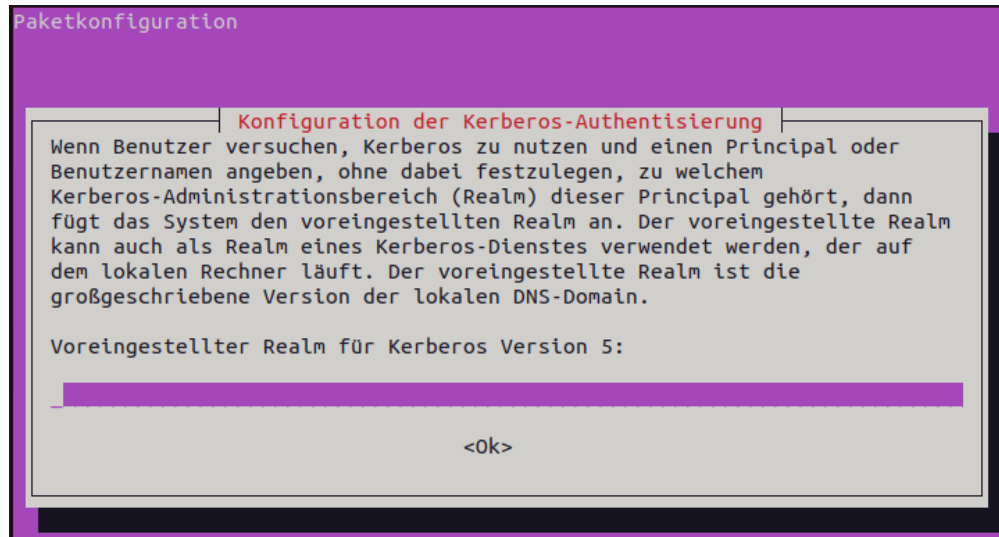 Paketkonfiguration
Konfiguration der Kerberos-Authentisierung
Wenn Benutzer versuchen, Kerberos zu nutzen und einen Principal oder
Benutzernamen angeben, ohne dabei festzulegen, zu welchem
Kerberos-Administrationsbereich (Realm) dieser Principal gehört, dann
fügt das System den voreingestellten Realm an. Der voreingestellte Realm
kann auch als Realm eines Kerberos-Dienstes verwendet werden, der auf
dem lokalen Rechner läuft. Der voreingestellte Realm ist die
großgeschriebene Version der lokalen DNS-Domain.
Voreingestellter Realm für Kerberos Version 5:
<Ok>